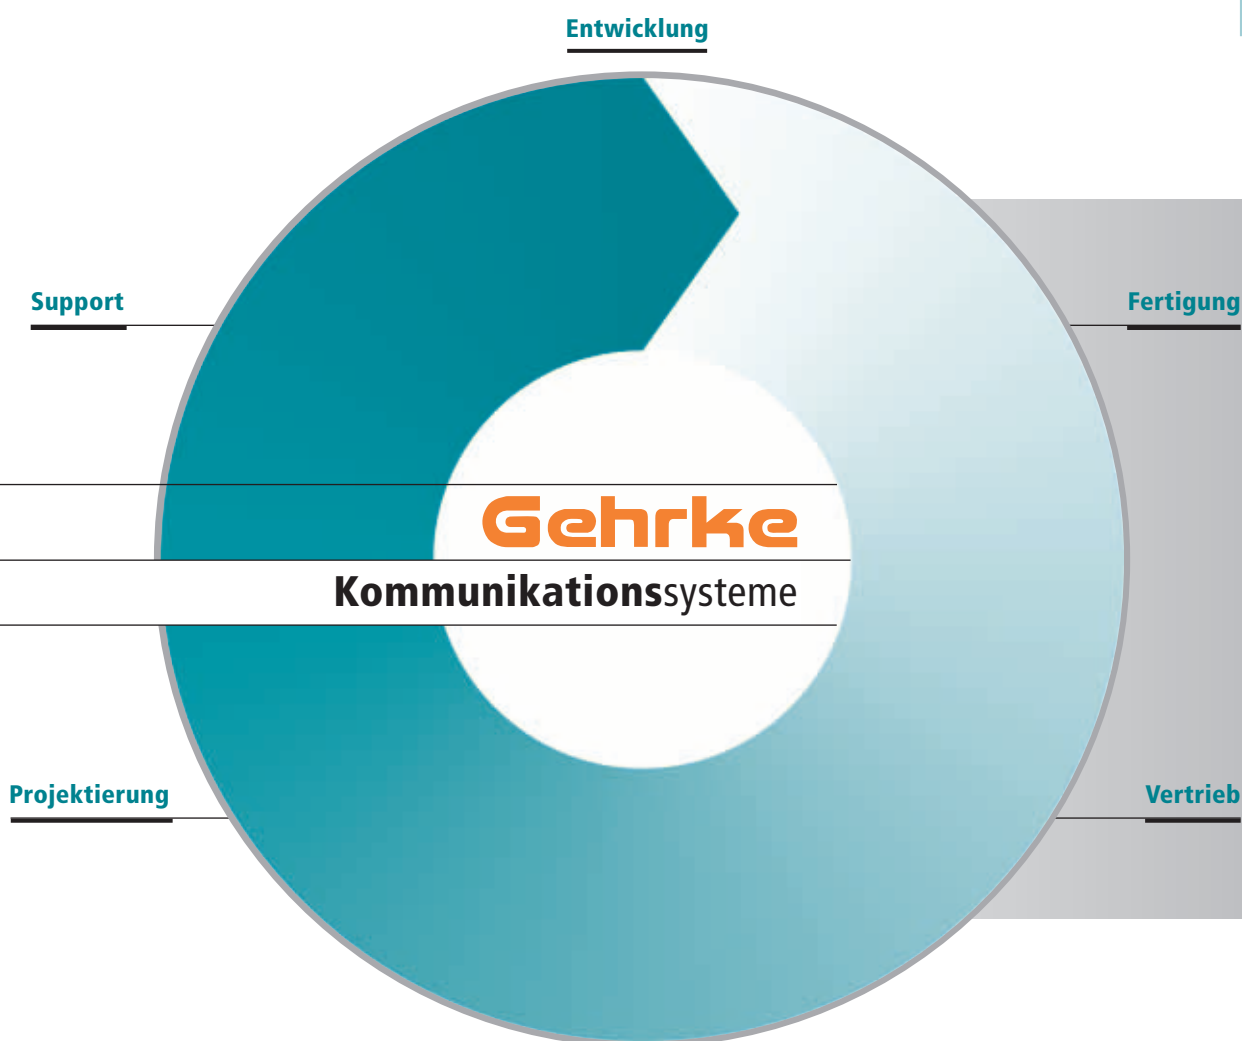 Entwicklung
Support
Fertigung
Gehrke
Kommunikationssysteme
Projektierung
Vertrieb